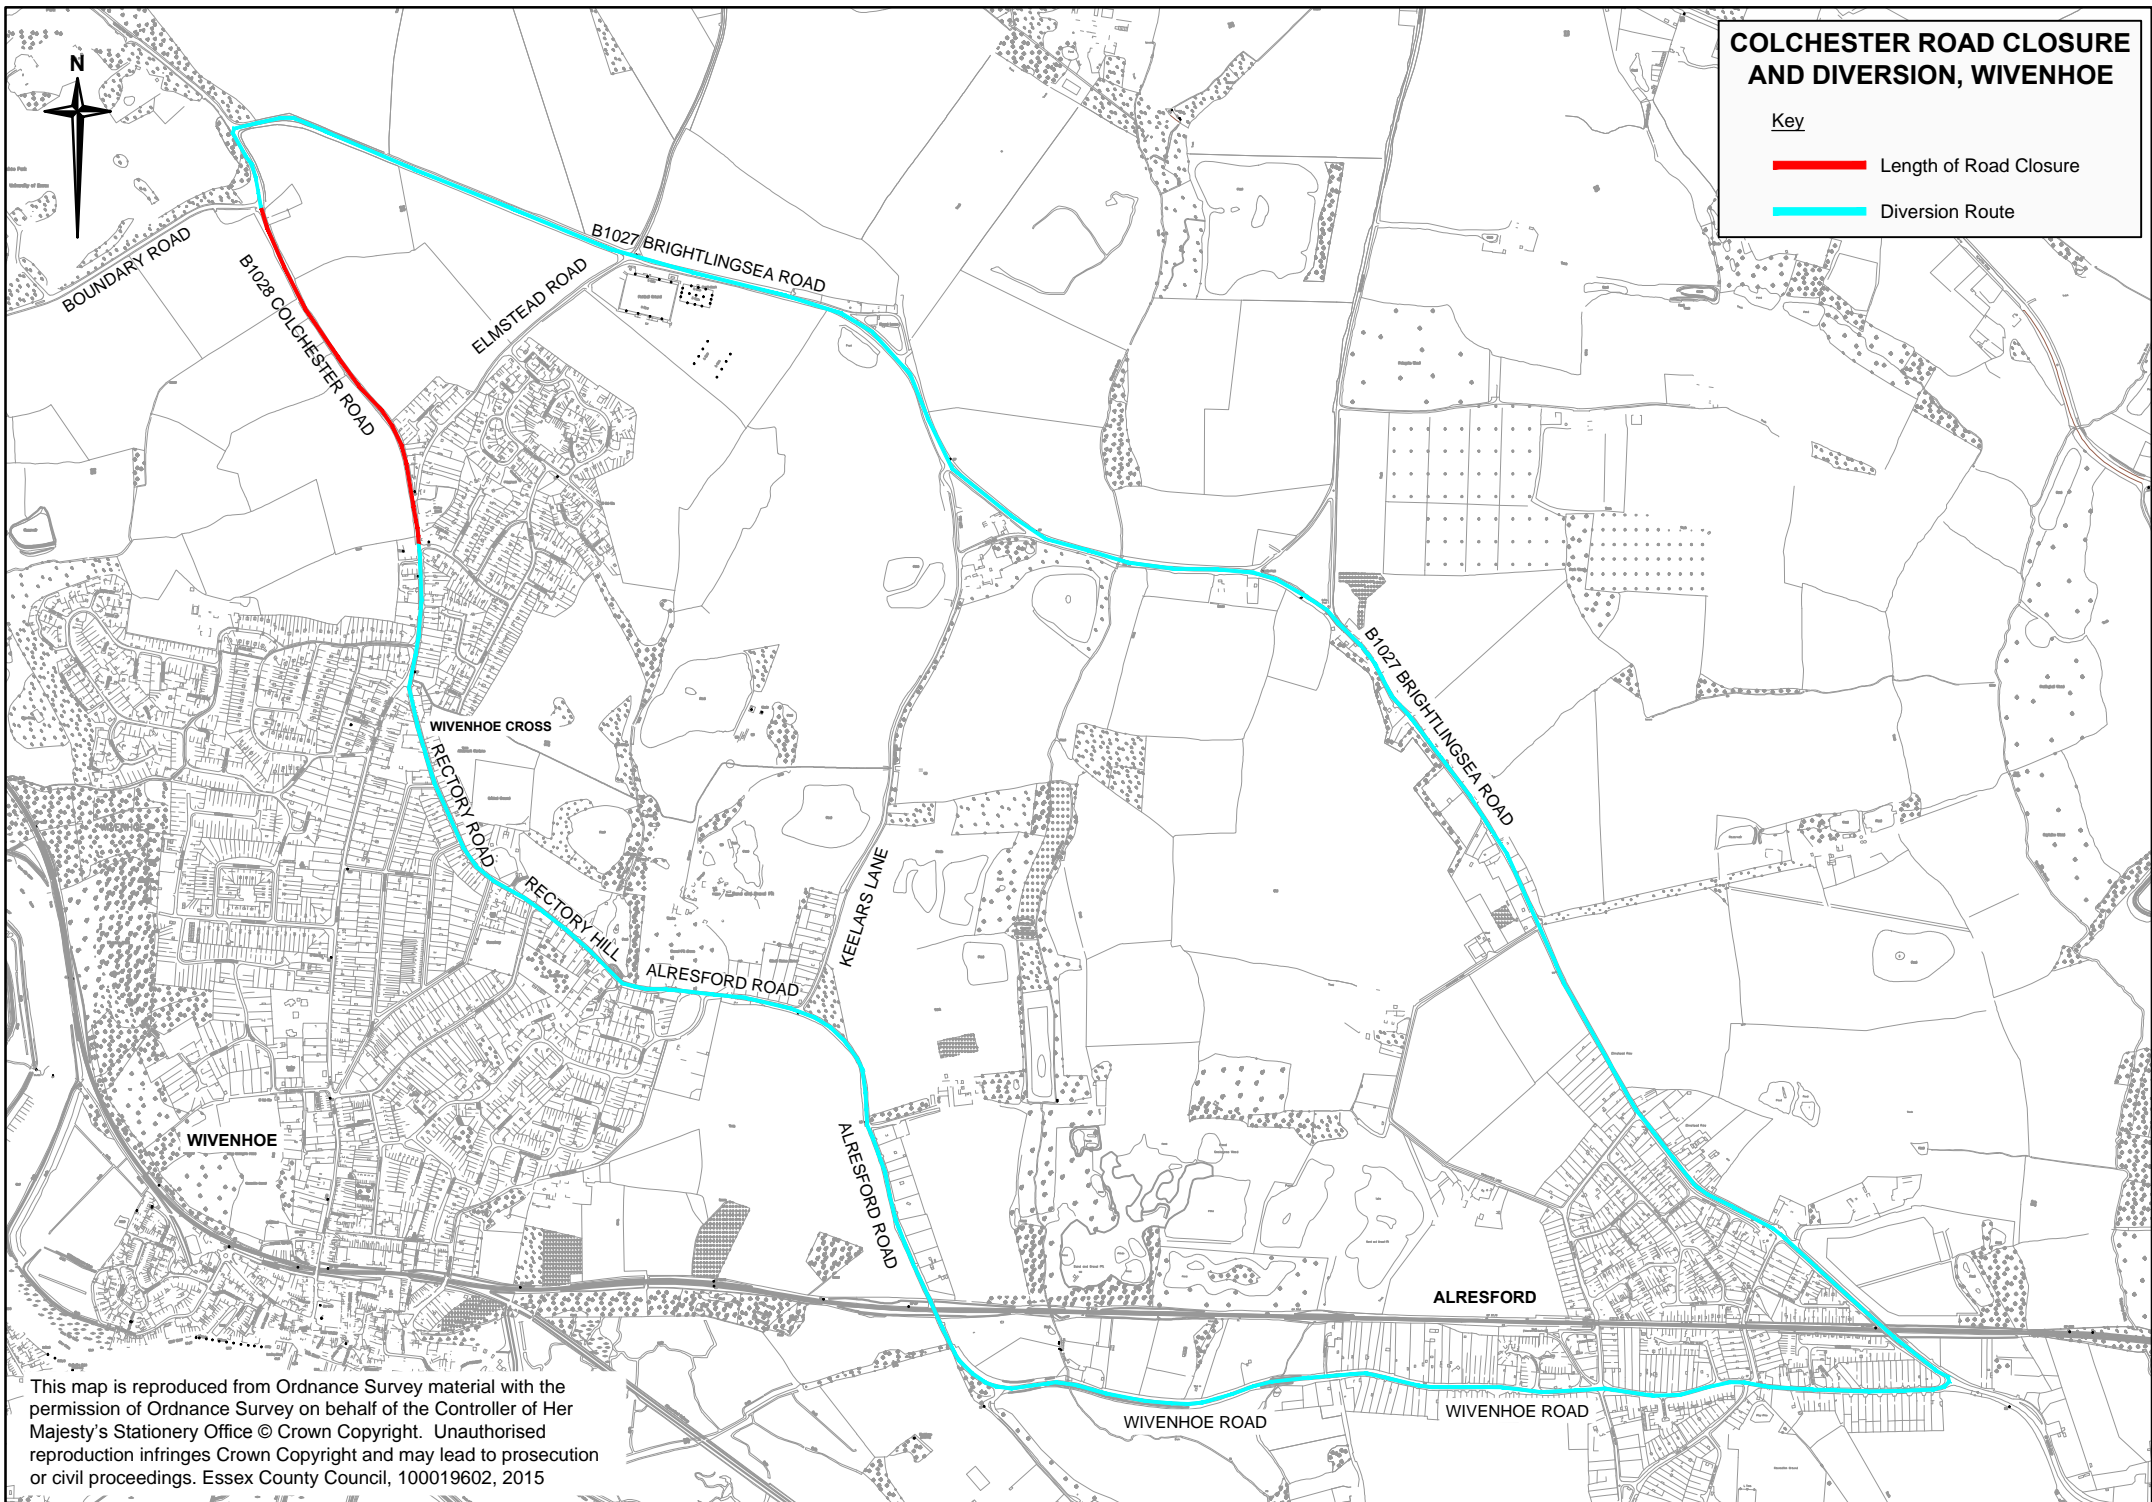 COLCHESTER ROAD CLOSURE
AND DIVERSION, WIVENHOE
Key
Length of Road Closure
Diversion Route
N
BOUNDARY ROAD
B1028 COLCHESTER ROAD
ELMSTEAD ROAD
B1027 BRIGHTLINGSEA ROAD
B1027 BRIGHTLINGSEA ROAD
WIVENHOE CROSS
RECTORY ROAD
RECTORY HILL
ALRESFORD ROAD
KEELARS LANE
ALRESFORD ROAD
WIVENHOE
ALRESFORD
WIVENHOE ROAD
WIVENHOE ROAD
This map is reproduced from Ordnance Survey material with the
permission of Ordnance Survey on behalf of the Controller of Her
Majesty's Stationery Office © Crown Copyright. Unauthorised
reproduction infringes Crown Copyright and may lead to prosecution
or civil proceedings. Essex County Council, 100019602, 2015